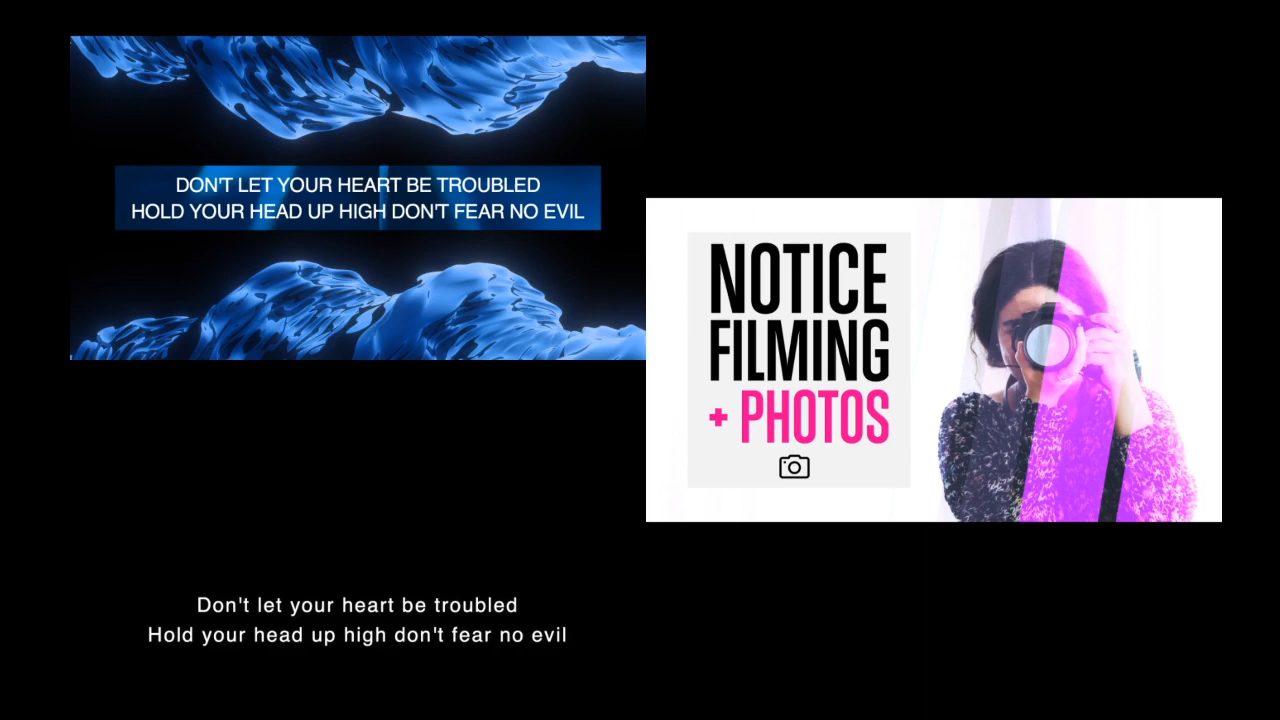 DON'T LET YOUR HEART BE TROUBLED
HOLD YOUR HEAD UP HIGH DON'T FEAR NO EVIL
NOTICE
FILMING
+ PHOTOS
Don't let your heart be troubled
Hold your head up high don't fear no evil